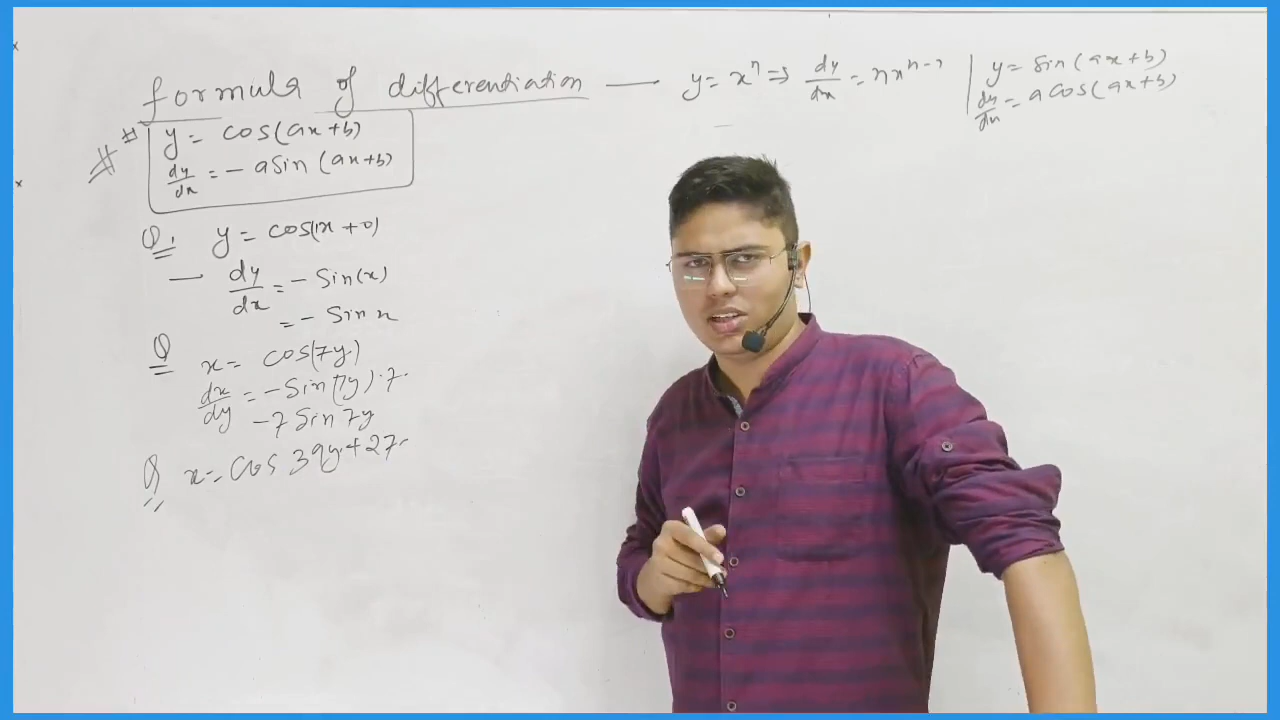 formula of differentiation — y = xⁿ ⇒ dy/dx = nxⁿ⁻¹
y = sin(ax+b)
dy/dx = a cos(ax+b)
## y = cos(ax+b)
dy/dx = - a sin (ax+b)
Q. y = cos(1x + 0)
— dy/dx = - Sin(x)
= - Sin x
Q x = cos(7y)
dx/dy = - Sin(7y) · 7
-7 Sin 7y
Q x = Cos 39y + 27